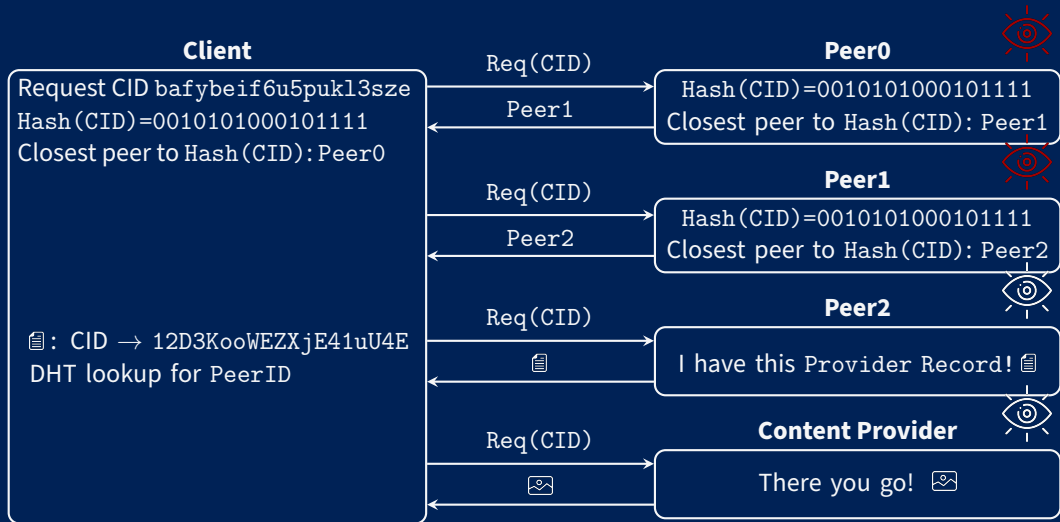 Client
Request CID bafybeif6u5pukl3sze
Hash(CID)=0010101000101111
Closest peer to Hash(CID): Peer0
Req(CID)
Peer1
Peer0
Hash(CID)=0010101000101111
Closest peer to Hash(CID): Peer1
Req(CID)
Peer2
Peer1
Hash(CID)=0010101000101111
Closest peer to Hash(CID): Peer2
: CID → 12D3KooWEZXjE41uU4E
DHT lookup for PeerID
Req(CID)
Peer2
I have this Provider Record!
Req(CID)
Content Provider
There you go!